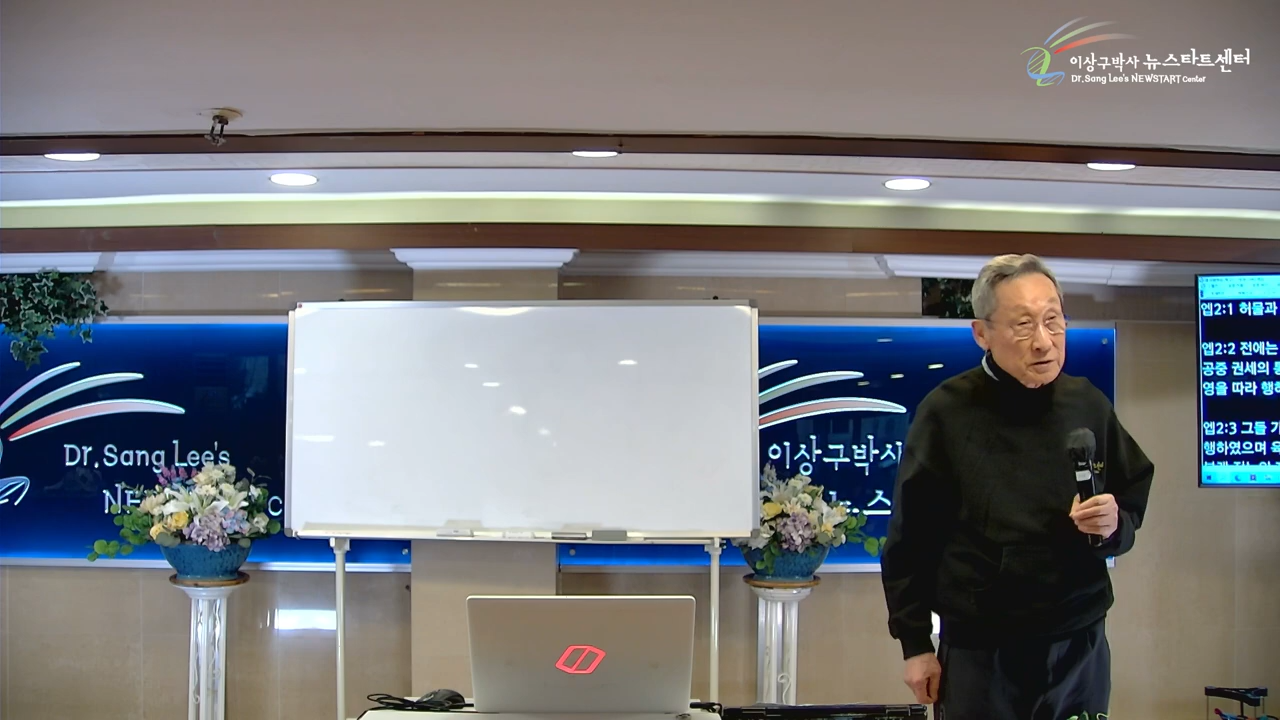 이상구박사 뉴스타트센터
Dr.Sang Lee's NEWSTART Center
엡2:1 허물과
엡2:2 전에는
공중 권세의
영을 따라 행하
엡2:3 그들 가
행하였으며 육
Dr.Sang Lee's
이상구박사